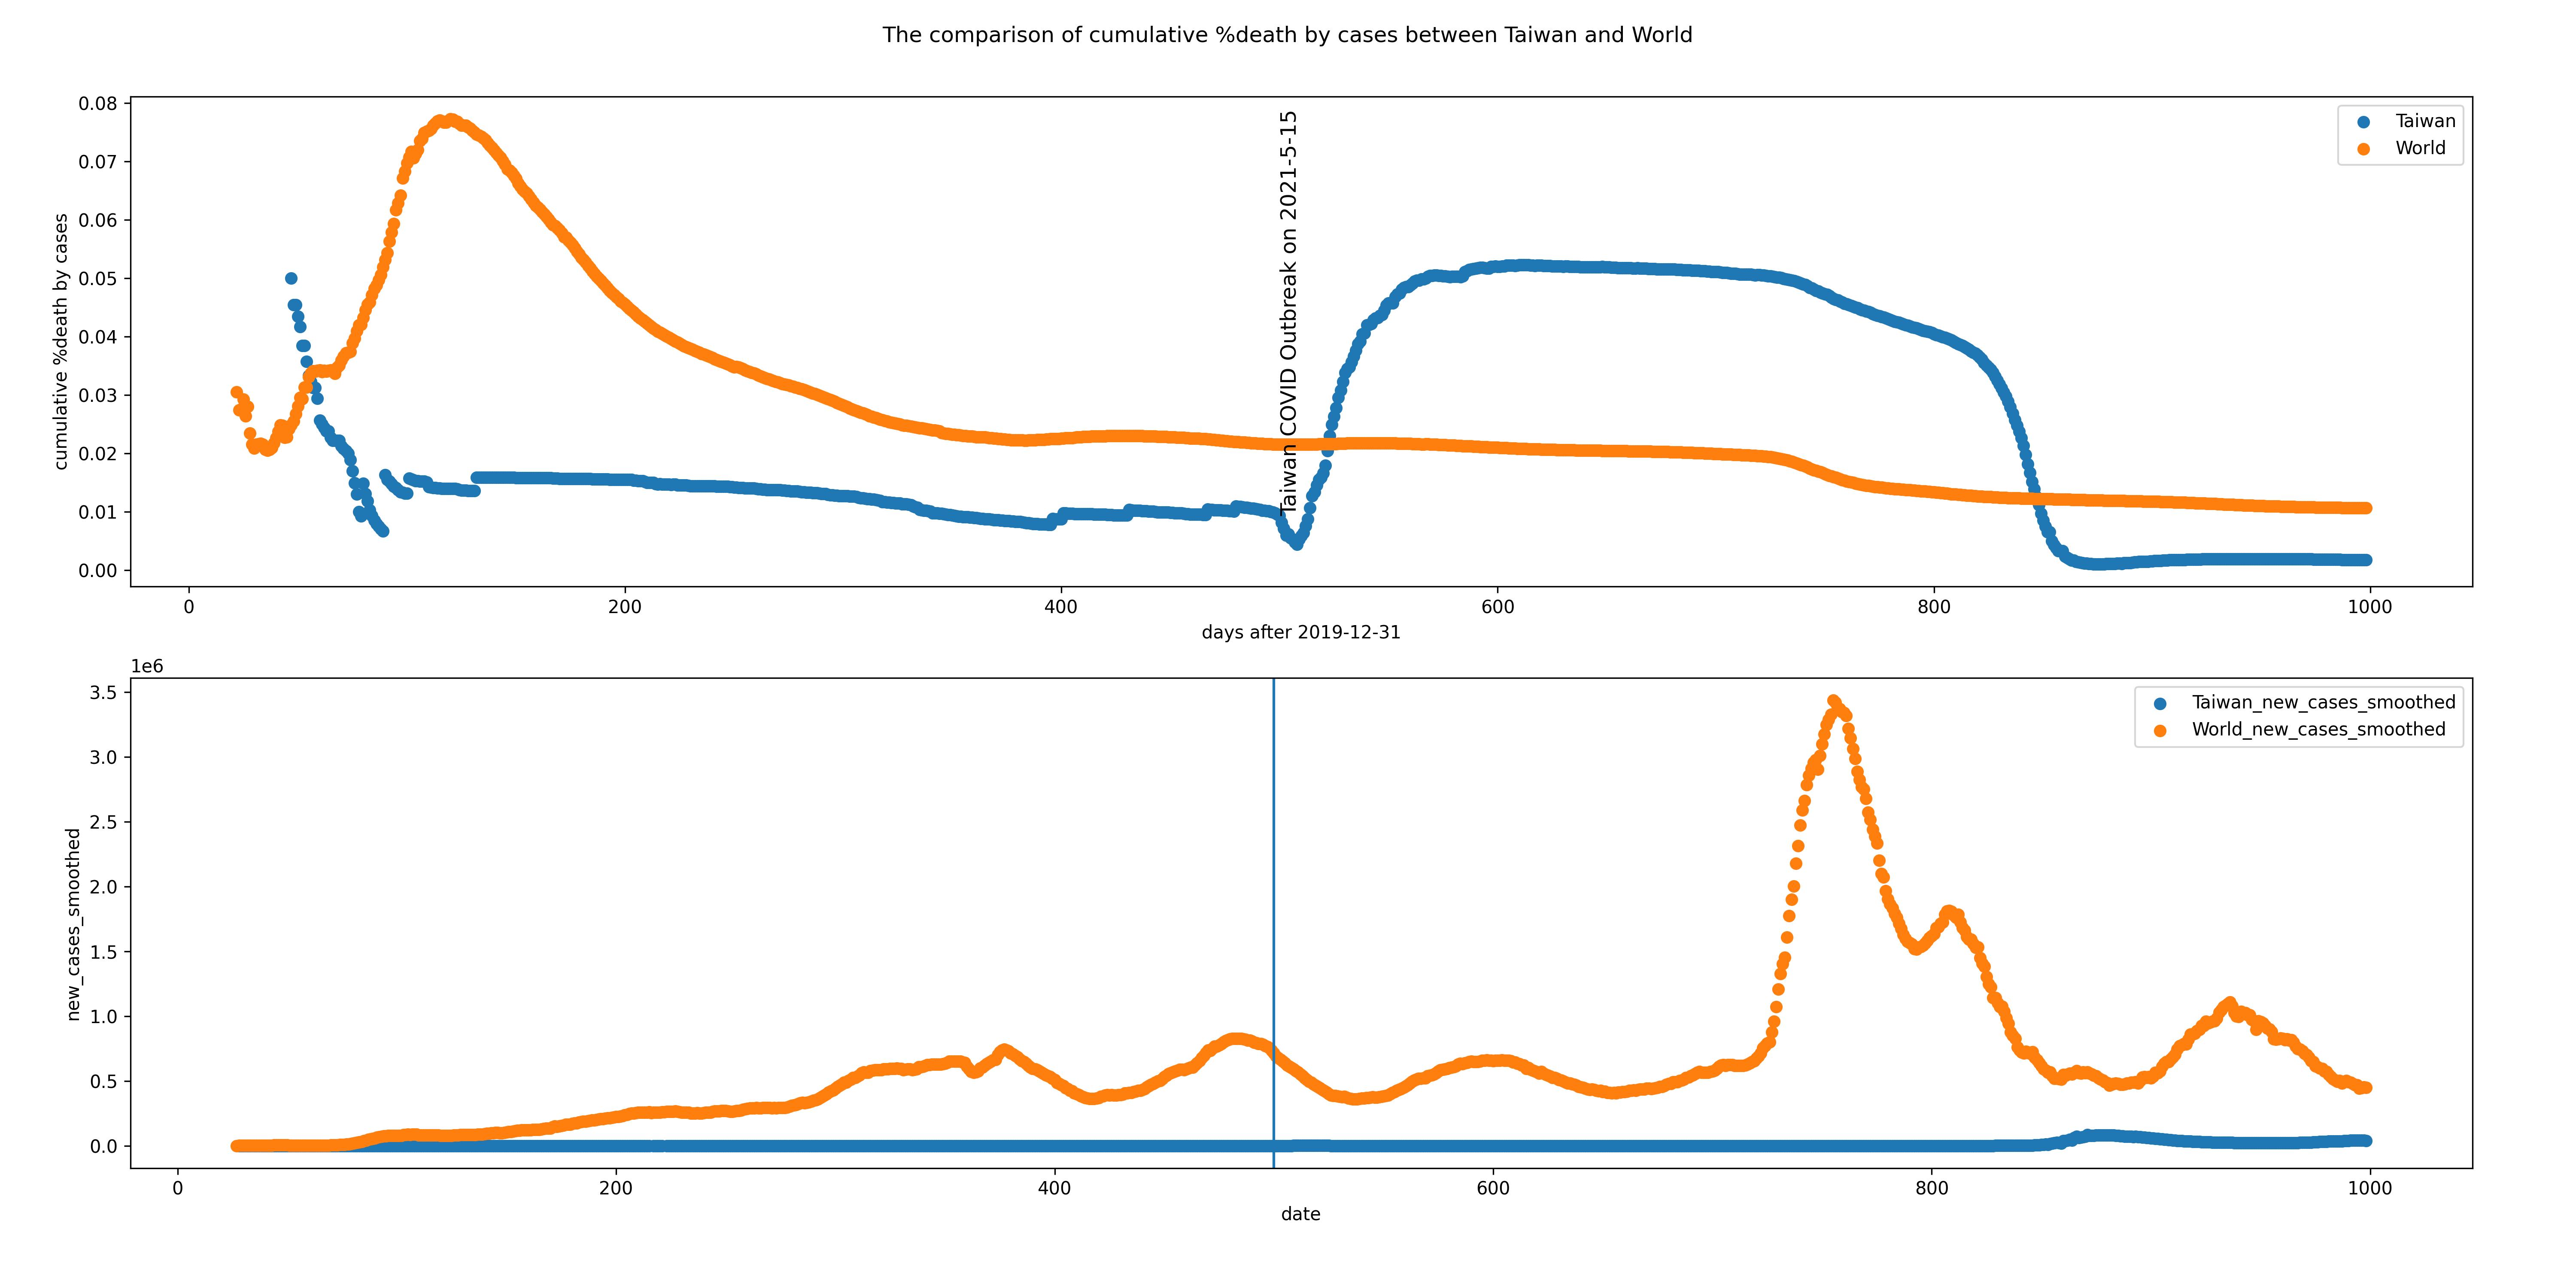 The comparison of cumulative %death by cases between Taiwan and World
cumulative %death by cases
0.08
0.07
0.06
0.05
0.04
0.03
0.02
0.01
0.00
Taiwan COVID Outbreak on 2021-5-15
Taiwan
World
0 200 400 600 800 1000
days after 2019-12-31
1e6
new_cases_smoothed
3.5
3.0
2.5
2.0
1.5
1.0
0.5
0.0
Taiwan_new_cases_smoothed
World_new_cases_smoothed
0 200 400 600 800 1000
date